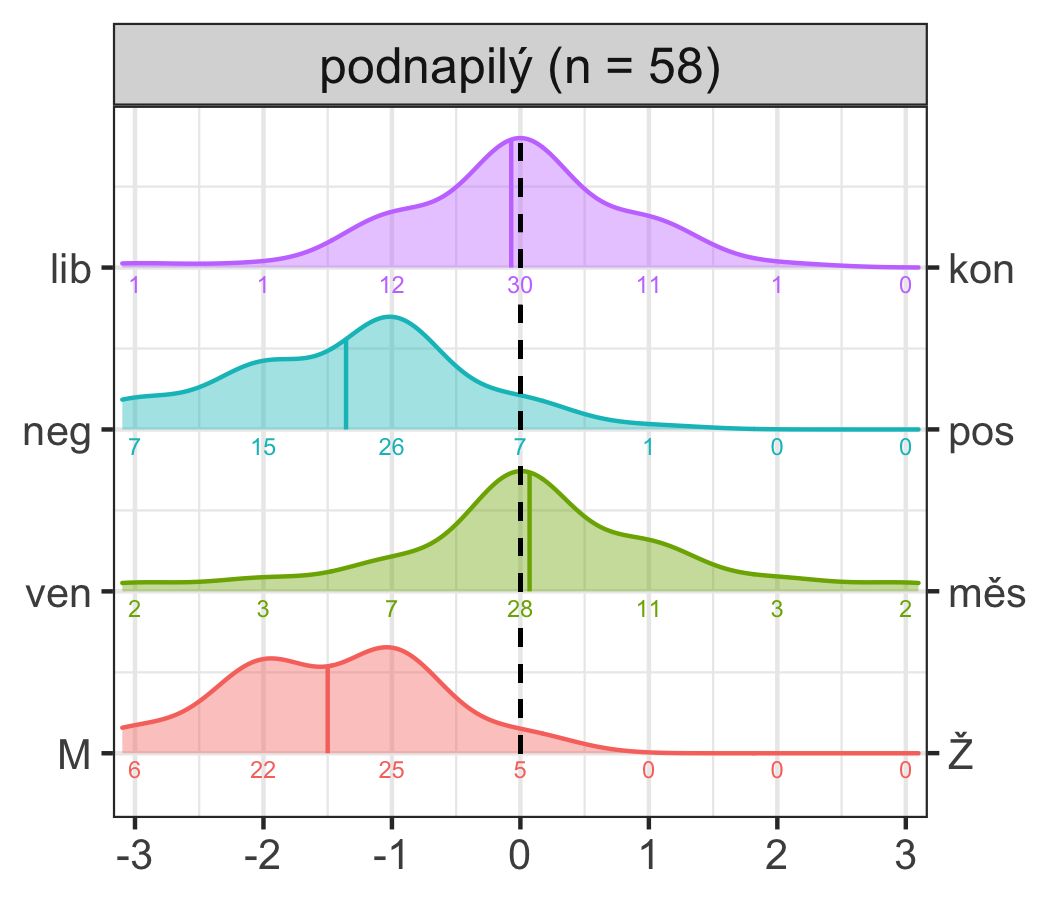 podnapilý (n = 58)
lib kon
1 1 12 30 11 1 0
neg pos
7 15 26 7 1 0 0
ven měs
2 3 7 28 11 3 2
M Ž
6 22 25 5 0 0 0
-3 -2 -1 0 1 2 3